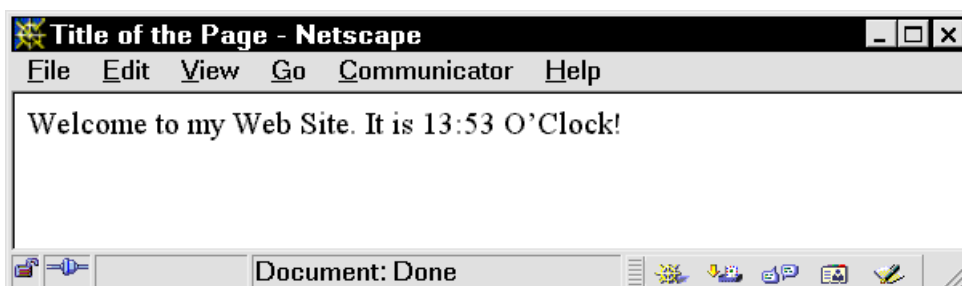 Title of the Page - Netscape
File Edit View Go Communicator Help
Welcome to my Web Site. It is 13:53 O’Clock!
Document: Done